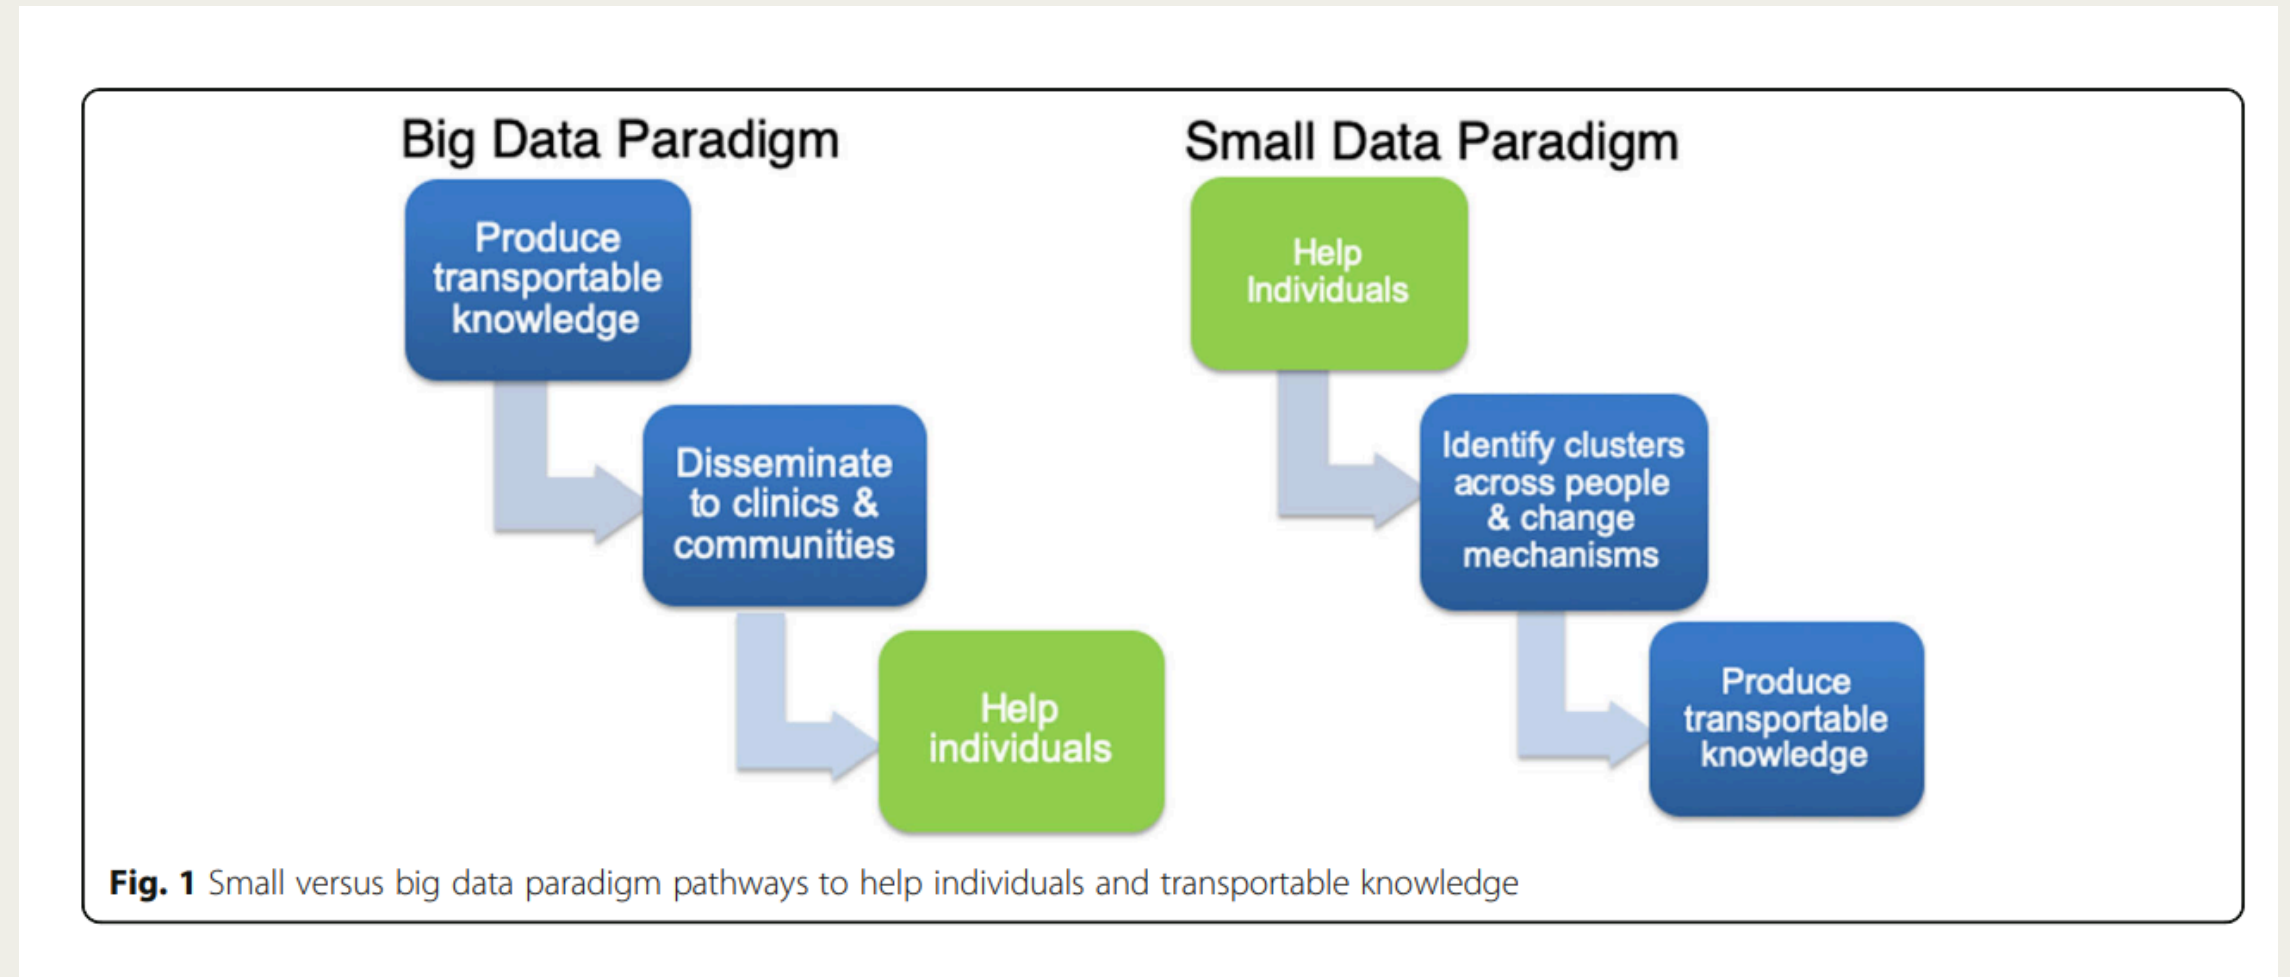 Big Data Paradigm
Produce
transportable
knowledge
Disseminate
to clinics &
communities
Help
individuals
Small Data Paradigm
Help
Individuals
Identify clusters
across people
& change
mechanisms
Produce
transportable
knowledge
Fig. 1 Small versus big data paradigm pathways to help individuals and transportable knowledge